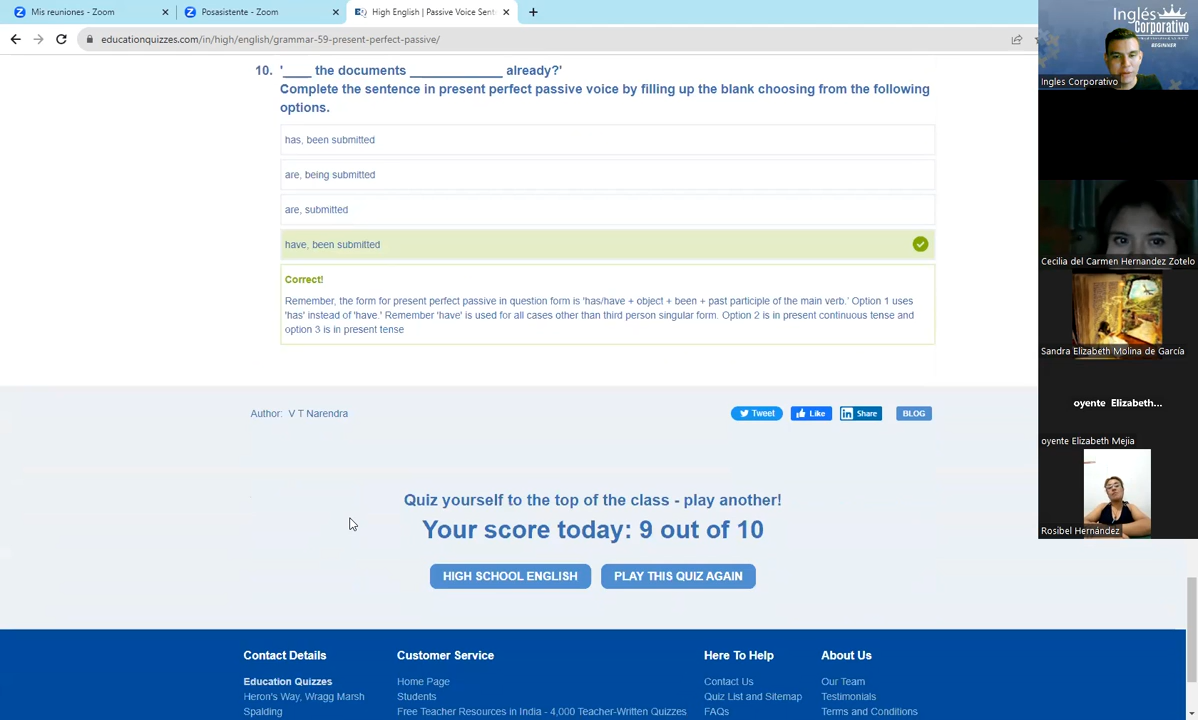 Mis reuniones - Zoom
Posasistente - Zoom
High English | Passive Voice Sent
educationquizzes.com/in/high/english/grammar-59-present-perfect-passive/
10. '____ the documents _____________ already?'
Complete the sentence in present perfect passive voice by filling up the blank choosing from the following
options.
has, been submitted
are, being submitted
are, submitted
have, been submitted
Correct!
Remember, the form for present perfect passive in question form is 'has/have + object + been + past participle of the main verb.' Option 1 uses
'has' instead of 'have.' Remember 'have' is used for all cases other than third person singular form. Option 2 is in present continuous tense and
option 3 is in present tense
Author: V T Narendra
Tweet
Like
Share
BLOG
Quiz yourself to the top of the class - play another!
Your score today: 9 out of 10
HIGH SCHOOL ENGLISH
PLAY THIS QUIZ AGAIN
Contact Details
Education Quizzes
Heron's Way, Wragg Marsh
Spalding
Customer Service
Home Page
Students
Free Teacher Resources in India - 4,000 Teacher-Written Quizzes
Here To Help
Contact Us
Quiz List and Sitemap
FAQs
About Us
Our Team
Testimonials
Terms and Conditions
Inglés
Corporativo
BEGINNER
Ingles Corporativo
Cecilia del Carmen Hernandez Zotelo
Sandra Elizabeth Molina de García
oyente Elizabeth...
oyente Elizabeth Mejia
Rosibel Hernández